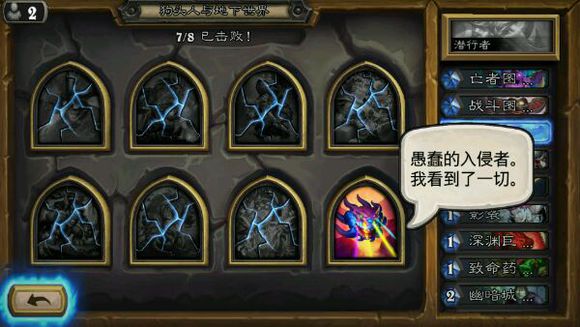 2
狗头人与地下世界
7/8 已击败！
潜行者
亡者图
战斗图
愚蠢的入侵者。
我看到了一切。
1 影袭
1 深渊巨
1 致命药
2 幽暗城